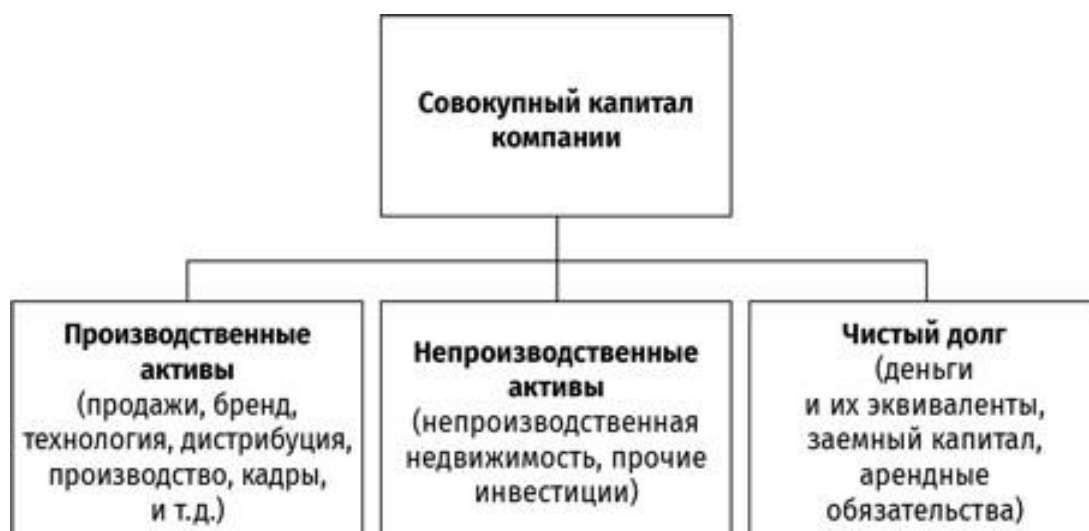 Совокупный капитал
компании
Производственные
активы
(продажи, бренд,
технология, дистрибуция,
производство, кадры,
и т.д.)
Непроизводственные
активы
(непроизводственная
недвижимость, прочие
инвестиции)
Чистый долг
(деньги
и их эквиваленты,
заемный капитал,
арендные
обязательства)